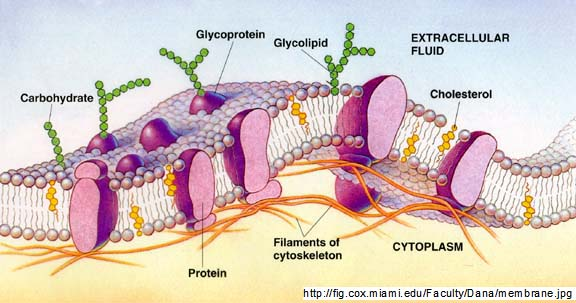 Glycoprotein
Glycolipid
EXTRACELLULAR
FLUID
Carbohydrate
Cholesterol
Protein
Filaments of
cytoskeleton
CYTOPLASM
http://fig.cox.miami.edu/Faculty/Dana/membrane.jpg